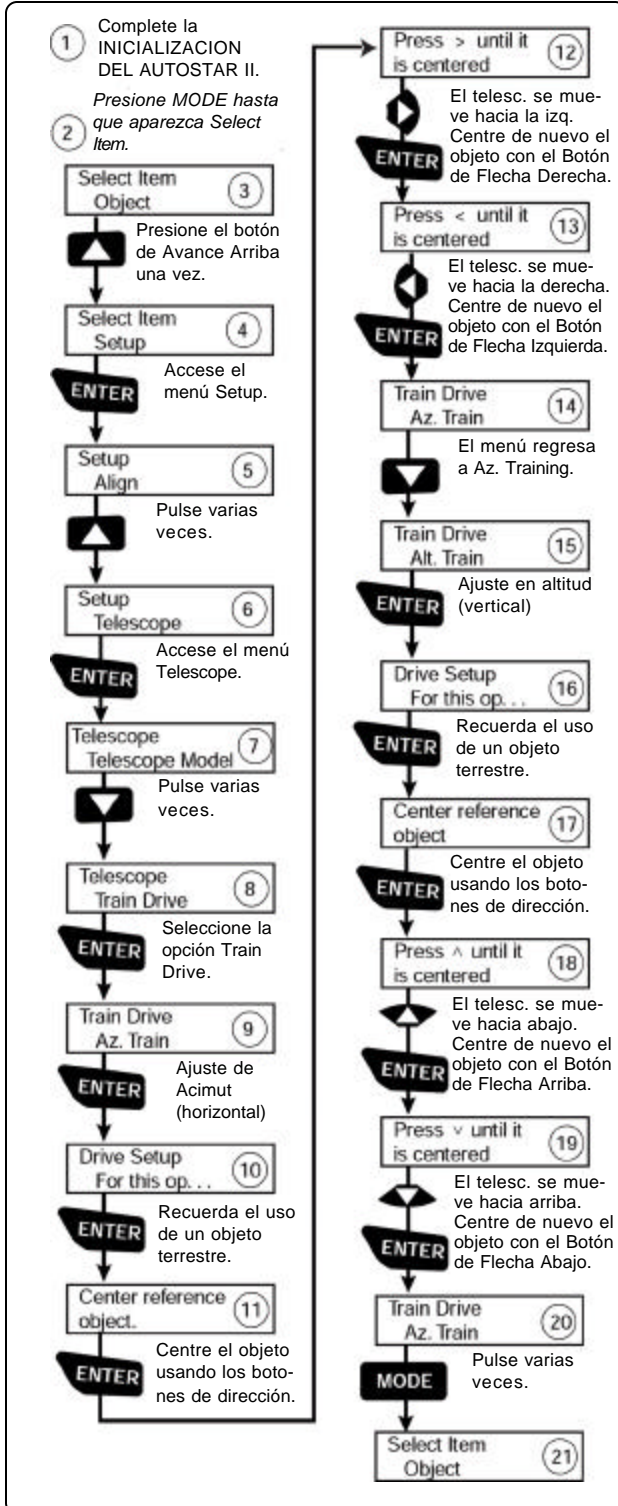 1
Complete la
INICIALIZACION
DEL AUTOSTAR II.
2
Presione MODE hasta
que aparezca Select
Item.
Select Item
Object
3
Presione el botón
de Avance Arriba
una vez.
Select Item
Setup
4
ENTER
Accese el
menú Setup.
Setup
Align
5
Pulse varias
veces.
Setup
Telescope
6
ENTER
Accese el menú
Telescope.
Telescope
Telescope Model
7
Pulse varias
veces.
Telescope
Train Drive
8
ENTER
Seleccione la
opción Train
Drive.
Train Drive
Az. Train
9
ENTER
Ajuste de
Acimut
(horizontal)
Drive Setup
For this op. . .
10
ENTER
Recuerda el uso
de un objeto
terrestre.
Center reference
object.
11
ENTER
Centre el objeto
usando los boto-
nes de dirección.
Press > until it
is centered
12
ENTER
El telesc. se mue-
ve hacia la izq.
Centre de nuevo el
objeto con el Botón
de Flecha Derecha.
Press < until it
is centered
13
ENTER
El telesc. se mue-
ve hacia la derecha.
Centre de nuevo el
objeto con el Botón
de Flecha Izquierda.
Train Drive
Az. Train
14
El menú regresa
a Az. Training.
Train Drive
Alt. Train
15
ENTER
Ajuste en altitud
(vertical)
Drive Setup
For this op. . .
16
ENTER
Recuerda el uso
de un objeto
terrestre.
Center reference
object
17
ENTER
Centre el objeto
usando los boto-
nes de dirección.
Press ^ until it
is centered
18
ENTER
El telesc. se mue-
ve hacia abajo.
Centre de nuevo el
objeto con el Botón
de Flecha Arriba.
Press ˅ until it
is centered
19
ENTER
El telesc. se mue-
ve hacia arriba.
Centre de nuevo el
objeto con el Botón
de Flecha Abajo.
Train Drive
Az. Train
20
MODE
Pulse varias
veces.
Select Item
Object
21